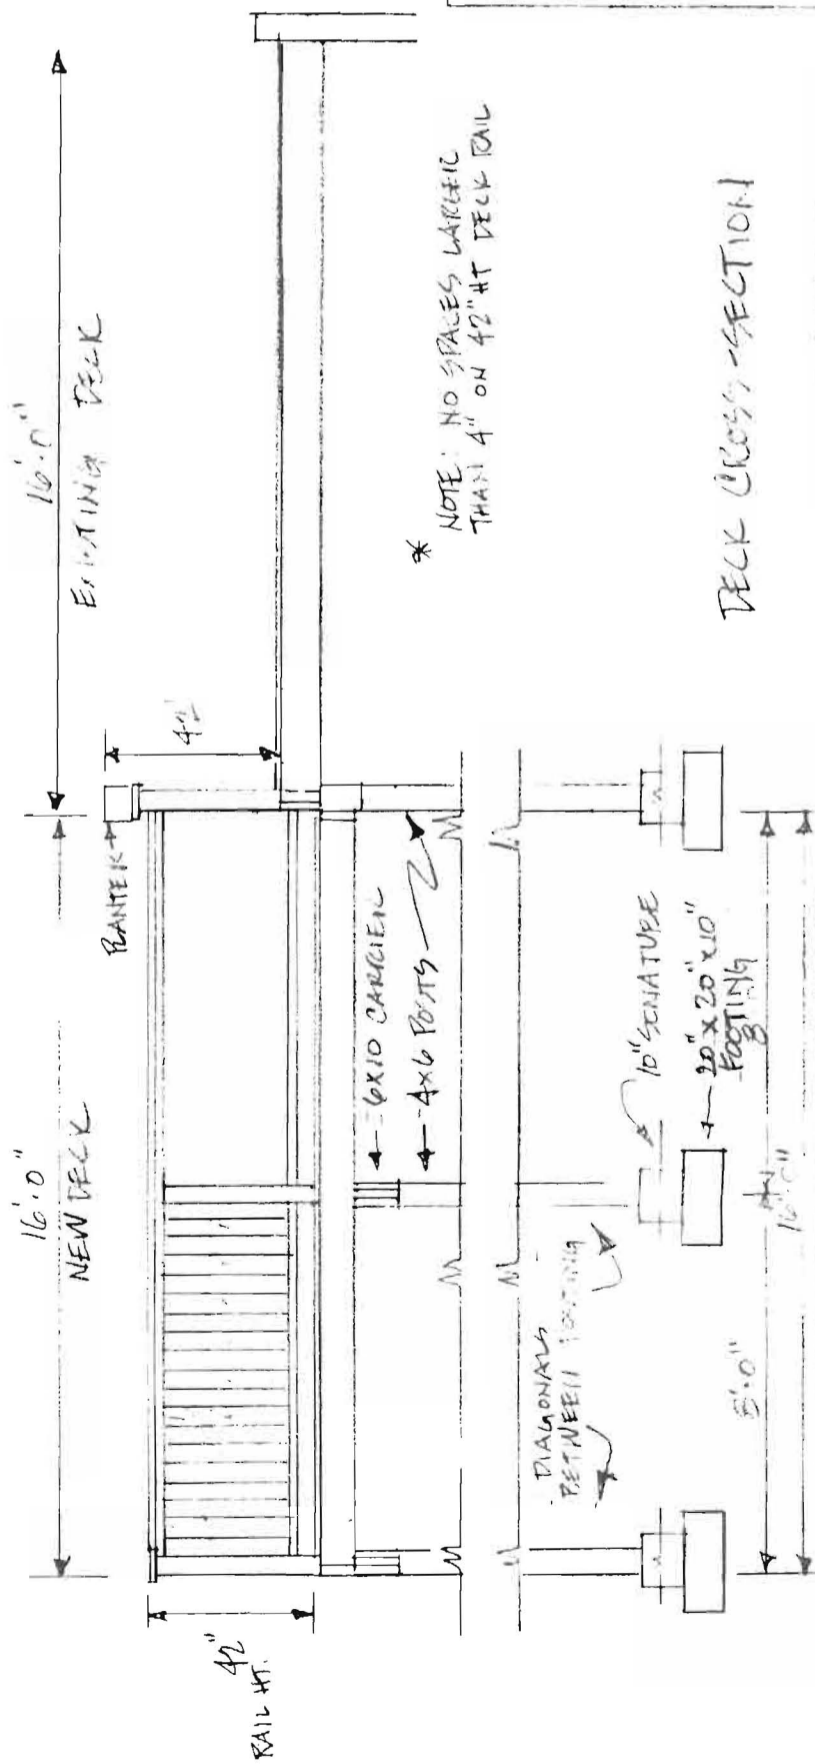 16'-0"
NEW DECK
16'-0"
EXISTING DECK
PLANTER
42"
RAIL HT.
42"
6X10 CARRIER
4x6 POSTS
* NOTE: NO SPACES LARGER
THAN 4" ON 42" HT DECK RAIL
DIAGONALS
BETWEEN FOOTING
10"
20" x 20" x 10"
FOOTING
8'-0"
16'-0"
DECK CROSS-SECTION